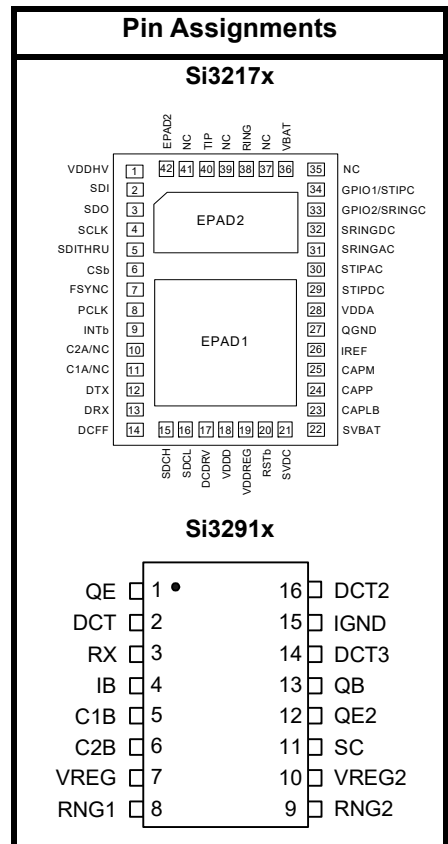 Pin Assignments
Si3217x
EPAD2
NC
TIP
NC
RING
NC
VBAT
42 41 40 39 38 37 36
VDDHV 1
SDI 2
SDO 3
SCLK 4
SDITHRU 5
CSb 6
FSYNC 7
PCLK 8
INTb 9
C2A/NC 10
C1A/NC 11
DTX 12
DRX 13
DCFF 14
EPAD2
EPAD1
35 NC
34 GPIO1/STIPC
33 GPIO2/SRINGC
32 SRINGDC
31 SRINGAC
30 STIPAC
29 STIPDC
28 VDDA
27 QGND
26 IREF
25 CAPM
24 CAPP
23 CAPLB
22 SVBAT
15 16 17 18 19 20 21
SDCH
SDCL
DCDRV
VDDD
VDDREG
RSTb
SVDC
Si3291x
QE 1 16 DCT2
DCT 2 15 IGND
RX 3 14 DCT3
IB 4 13 QB
C1B 5 12 QE2
C2B 6 11 SC
VREG 7 10 VREG2
RNG1 8 9 RNG2